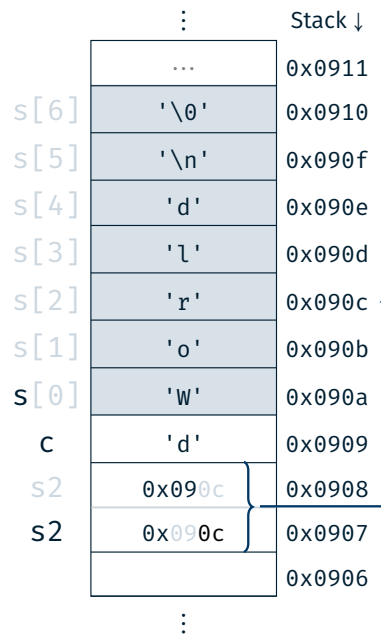 ⋮ Stack ↓
... 0x0911
s[6] '\0' 0x0910
s[5] '\n' 0x090f
s[4] 'd' 0x090e
s[3] 'l' 0x090d
s[2] 'r' 0x090c
s[1] 'o' 0x090b
s[0] 'W' 0x090a
c 'd' 0x0909
s2 0x090c 0x0908
s2 0x090c 0x0907
0x0906
⋮